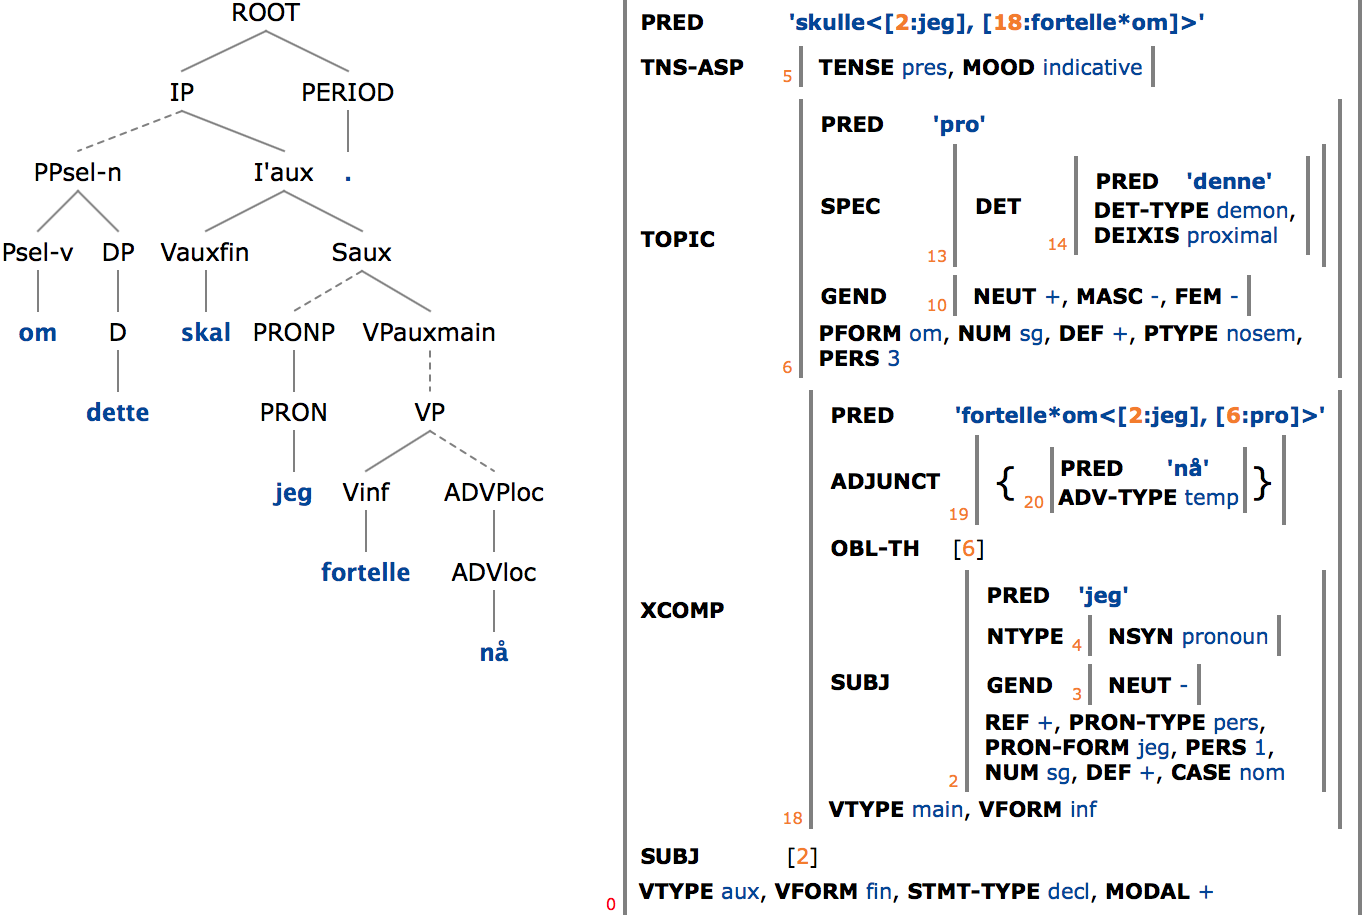 ROOT
IP PERIOD
PPsel-n I'aux .
Psel-v DP Vauxfin Saux
om D skal PRONP VPauxmain
dette PRON VP
jeg Vinf ADVPloc
fortelle ADVloc
nå
PRED 'skulle<[2:jeg], [18:fortelle*om]>'
TNS-ASP 5 TENSE pres, MOOD indicative
PRED 'pro'
PRED 'denne'
SPEC DET DET-TYPE demon,
13 14 DEIXIS proximal
TOPIC
GEND 10 NEUT +, MASC -, FEM -
PFORM om, NUM sg, DEF +, PTYPE nosem,
6 PERS 3
PRED 'fortelle*om<[2:jeg], [6:pro]>'
ADJUNCT 19 { 20 PRED 'nå'
ADV-TYPE temp }
OBL-TH [6]
XCOMP
PRED 'jeg'
NTYPE 4 NSYN pronoun
SUBJ GEND 3 NEUT -
REF +, PRON-TYPE pers,
PRON-FORM jeg, PERS 1,
2 NUM sg, DEF +, CASE nom
18 VTYPE main, VFORM inf
SUBJ [2]
0 VTYPE aux, VFORM fin, STMT-TYPE decl, MODAL +